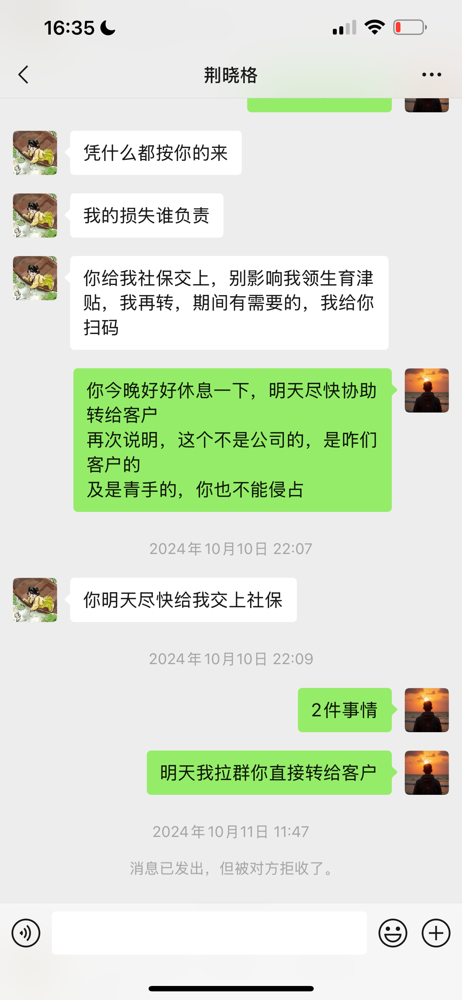 16:35
荆晓格
凭什么都按你的来
我的损失谁负责
你给我社保交上，别影响我领生育津
贴，我再转，期间有需要的，我给你
扫码
你今晚好好休息一下，明天尽快协助
转给客户
再次说明，这个不是公司的，是咋们
客户的
及是青手的，你也不能侵占
2024年10月10日 22:07
你明天尽快给我交上社保
2024年10月10日 22:09
2件事情
明天我拉群你直接转给客户
2024年10月11日 11:47
消息已发出，但被对方拒收了。